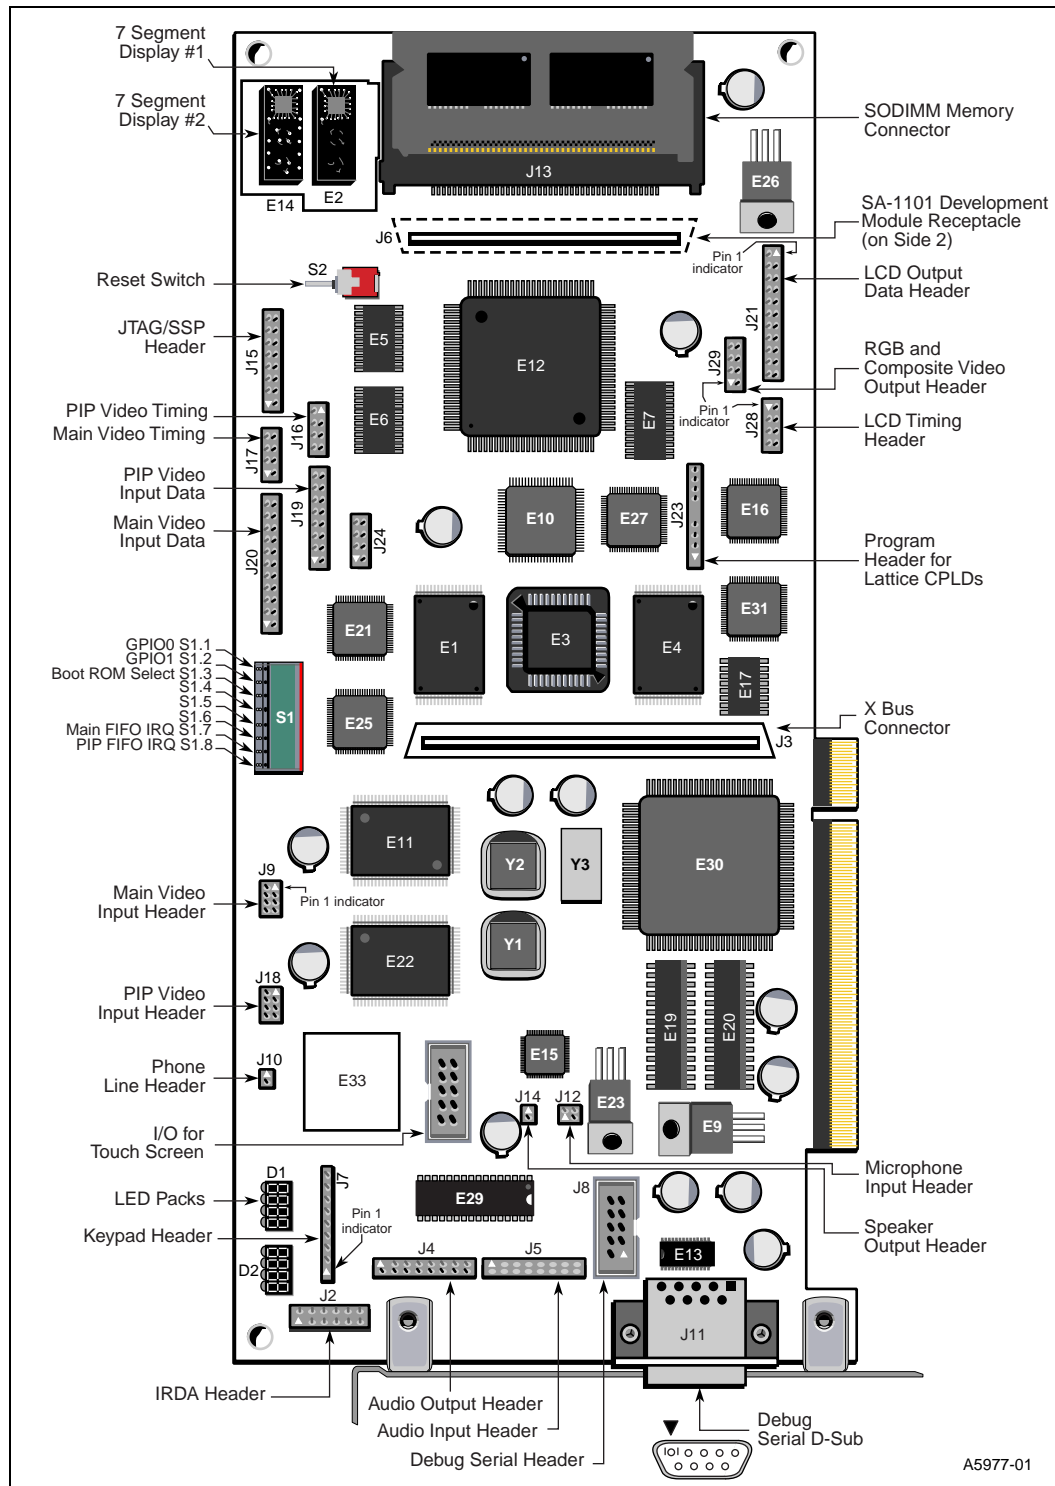 7 Segment
Display #1
7 Segment
Display #2
E14
E2
J13
SODIMM Memory
Connector
E26
SA-1101 Development
Module Receptacle
(on Side 2)
J6
Pin 1
indicator
LCD Output
Data Header
J21
Reset Switch
S2
JTAG/SSP
Header
J15
E5
E12
J29
RGB and
Composite Video
Output Header
PIP Video Timing
J16
E6
E7
Pin 1
indicator
J28
LCD Timing
Header
Main Video Timing
J17
PIP Video
Input Data
J19
Main Video
Input Data
J20
J24
E10
E27
J23
E16
Program
Header for
Lattice CPLDs
E21
E1
E3
E4
E31
E17
GPIO0 S1.1
GPIO1 S1.2
Boot ROM Select S1.3
S1.4
S1.5
S1.6
Main FIFO IRQ S1.7
PIP FIFO IRQ S1.8
S1
E25
X Bus
Connector
J3
E11
Y2
Y3
E30
J9
Pin 1 indicator
Main Video
Input Header
E22
Y1
J18
PIP Video
Input Header
E19
E20
J10
Phone
Line Header
E33
E15
J14
J12
E23
E9
I/O for
Touch Screen
Microphone
Input Header
D1
LED Packs
J7
E29
J8
Speaker
Output Header
Keypad Header
Pin 1
indicator
D2
J4
J5
E13
J2
J11
IRDA Header
Audio Output Header
Audio Input Header
Debug Serial Header
Debug
Serial D-Sub
A5977-01